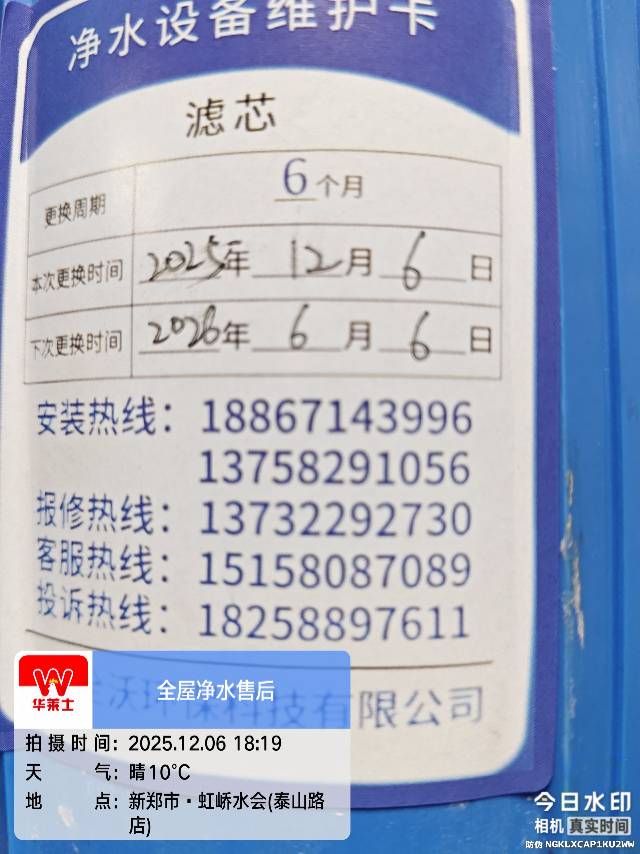 净水设备维护卡
滤芯
更换周期 6个月
本次更换时间 2025年 12月 6日
下次更换时间 2026年 6月 6日
安装热线：18867143996
13758291056
报修热线：13732292730
客服热线：15158087089
投诉热线：18258897611
沃环保科技有限公司
华莱士
全屋净水售后
拍摄时间：2025.12.06 18:19
天气：晴10℃
地点：新郑市·虹峤水会(泰山路
店)
今日水印
相机 真实时间
防伪 NGKLXCAP1KU2WW